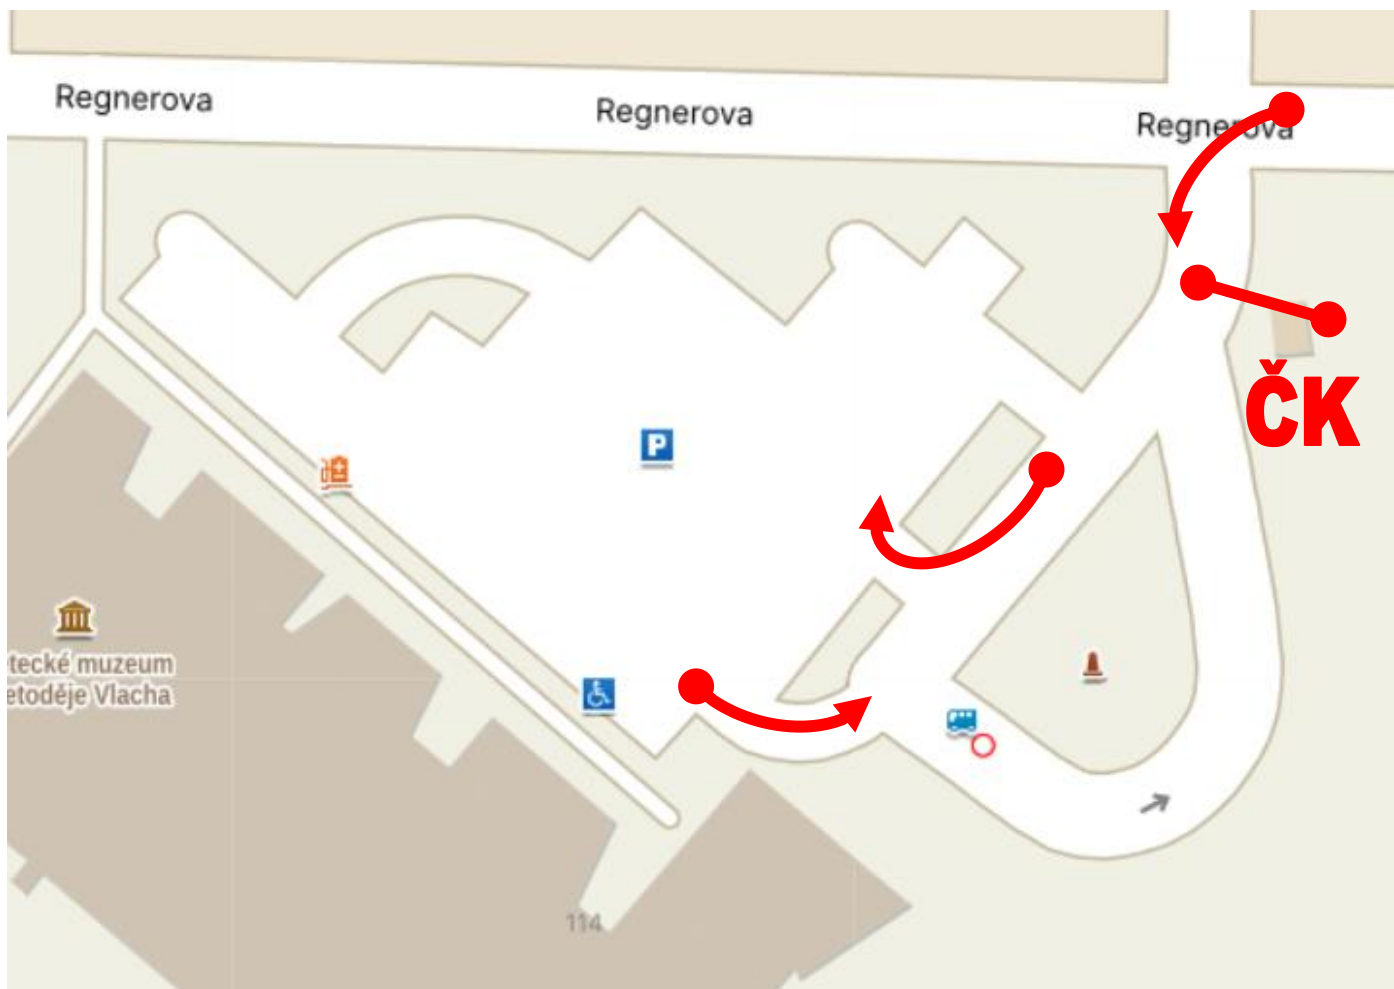 Regnerova
Regnerova
Regnerova
ČK
P
tecké muzeum
etoděje Vlacha
114